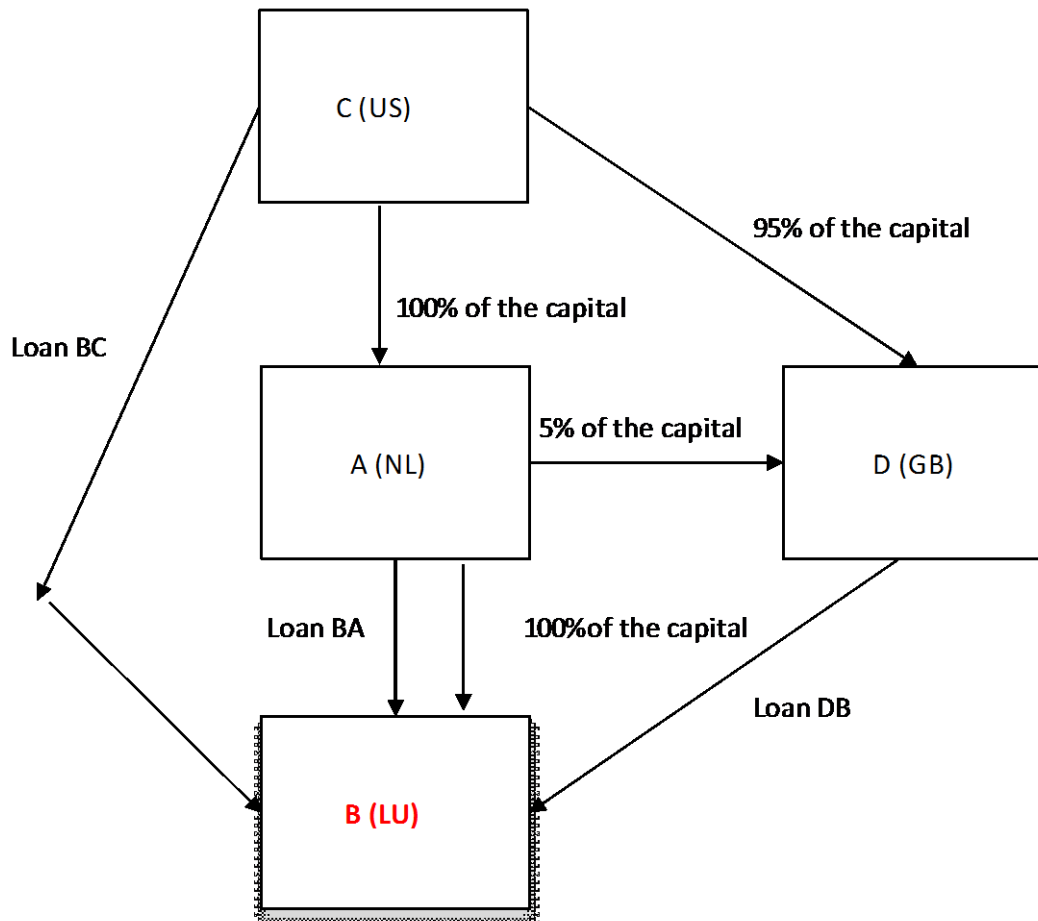 C (US)
95% of the capital
100% of the capital
Loan BC
5% of the capital
A (NL)
D (GB)
Loan BA
100%of the capital
Loan DB
B (LU)